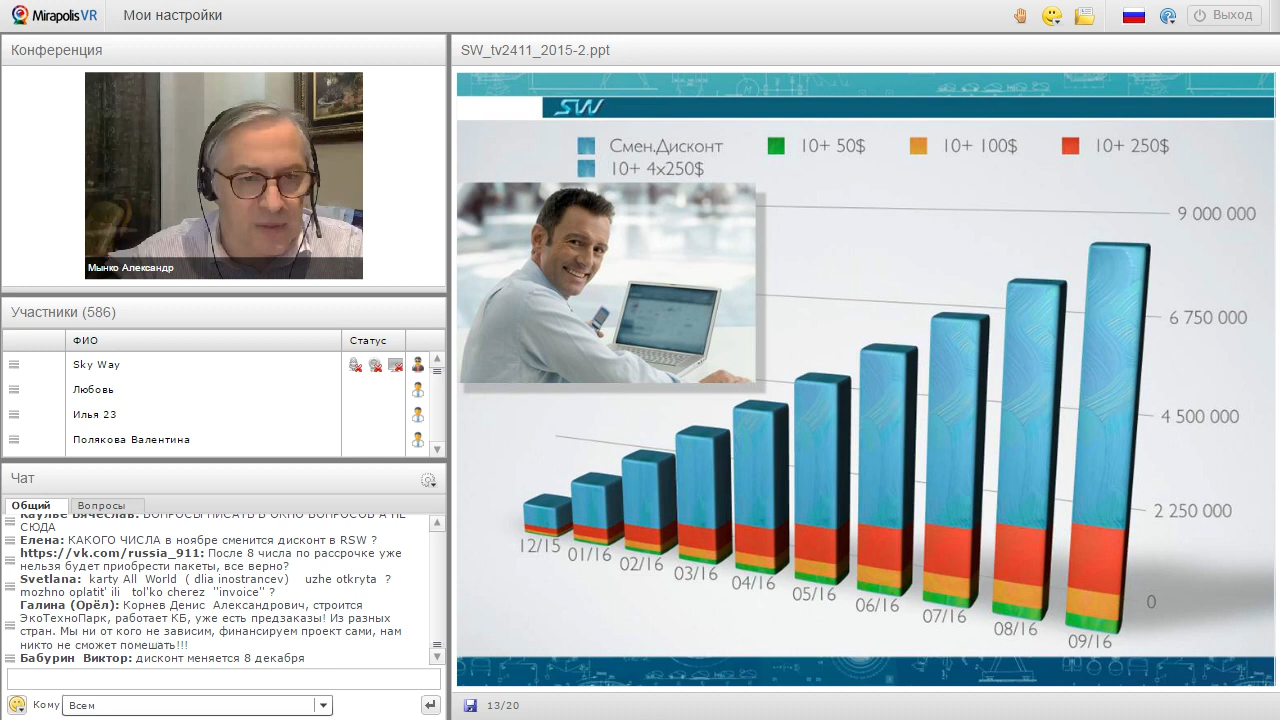 Mirapolis VR
Мои настройки
Выход
Конференция
Мынко Александр
Участники (586)
ФИО
Статус
Sky Way
Любовь
Илья 23
Полякова Валентина
Чат
Общий
Вопросы
Каулье Вячеслав: ВОПРОСЫ ПИСАТЬ В ОКНО ВОПРОСОВ А НЕ
СЮДА
Елена: КАКОГО ЧИСЛА в ноябре сменится дисконт в RSW ?
https://vk.com/russia_911: После 8 числа по рассрочке уже
нельзя будет приобрести пакеты, все верно?
Svetlana: karty All World ( dlia inostrancev) uzhe otkryta ?
mozhno oplatit' ili tol'ko cherez "invoice" ?
Галина (Орёл): Корнев Денис Александрович, строится
ЭкоТехноПарк, работает КБ, уже есть предзаказы! Из разных
стран. Мы ни от кого не зависим, финансируем проект сами, нам
никто не сможет помешать!!!
Бабурин Виктор: дисконт меняется 8 декабря
Кому
Всем
SW_tv2411_2015-2.ppt
SW
Смен.Дисконт
10+ 50$
10+ 100$
10+ 250$
10+ 4x250$
9 000 000
6 750 000
4 500 000
2 250 000
0
12/15
01/16
02/16
03/16
04/16
05/16
06/16
07/16
08/16
09/16
13/20